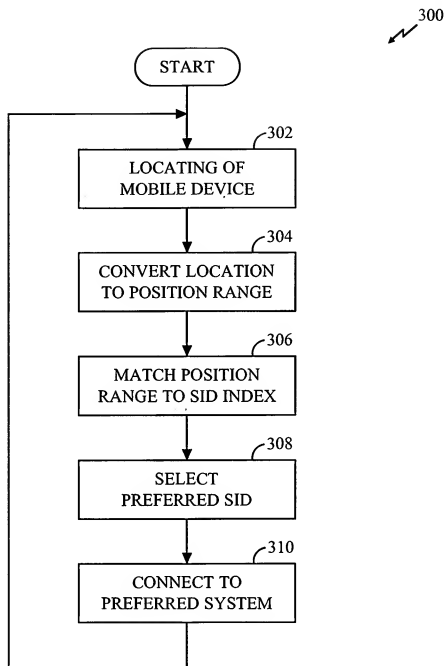 300
START
302
LOCATING OF
MOBILE DEVICE
304
CONVERT LOCATION
TO POSITION RANGE
306
MATCH POSITION
RANGE TO SID INDEX
308
SELECT
PREFERRED SID
310
CONNECT TO
PREFERRED SYSTEM